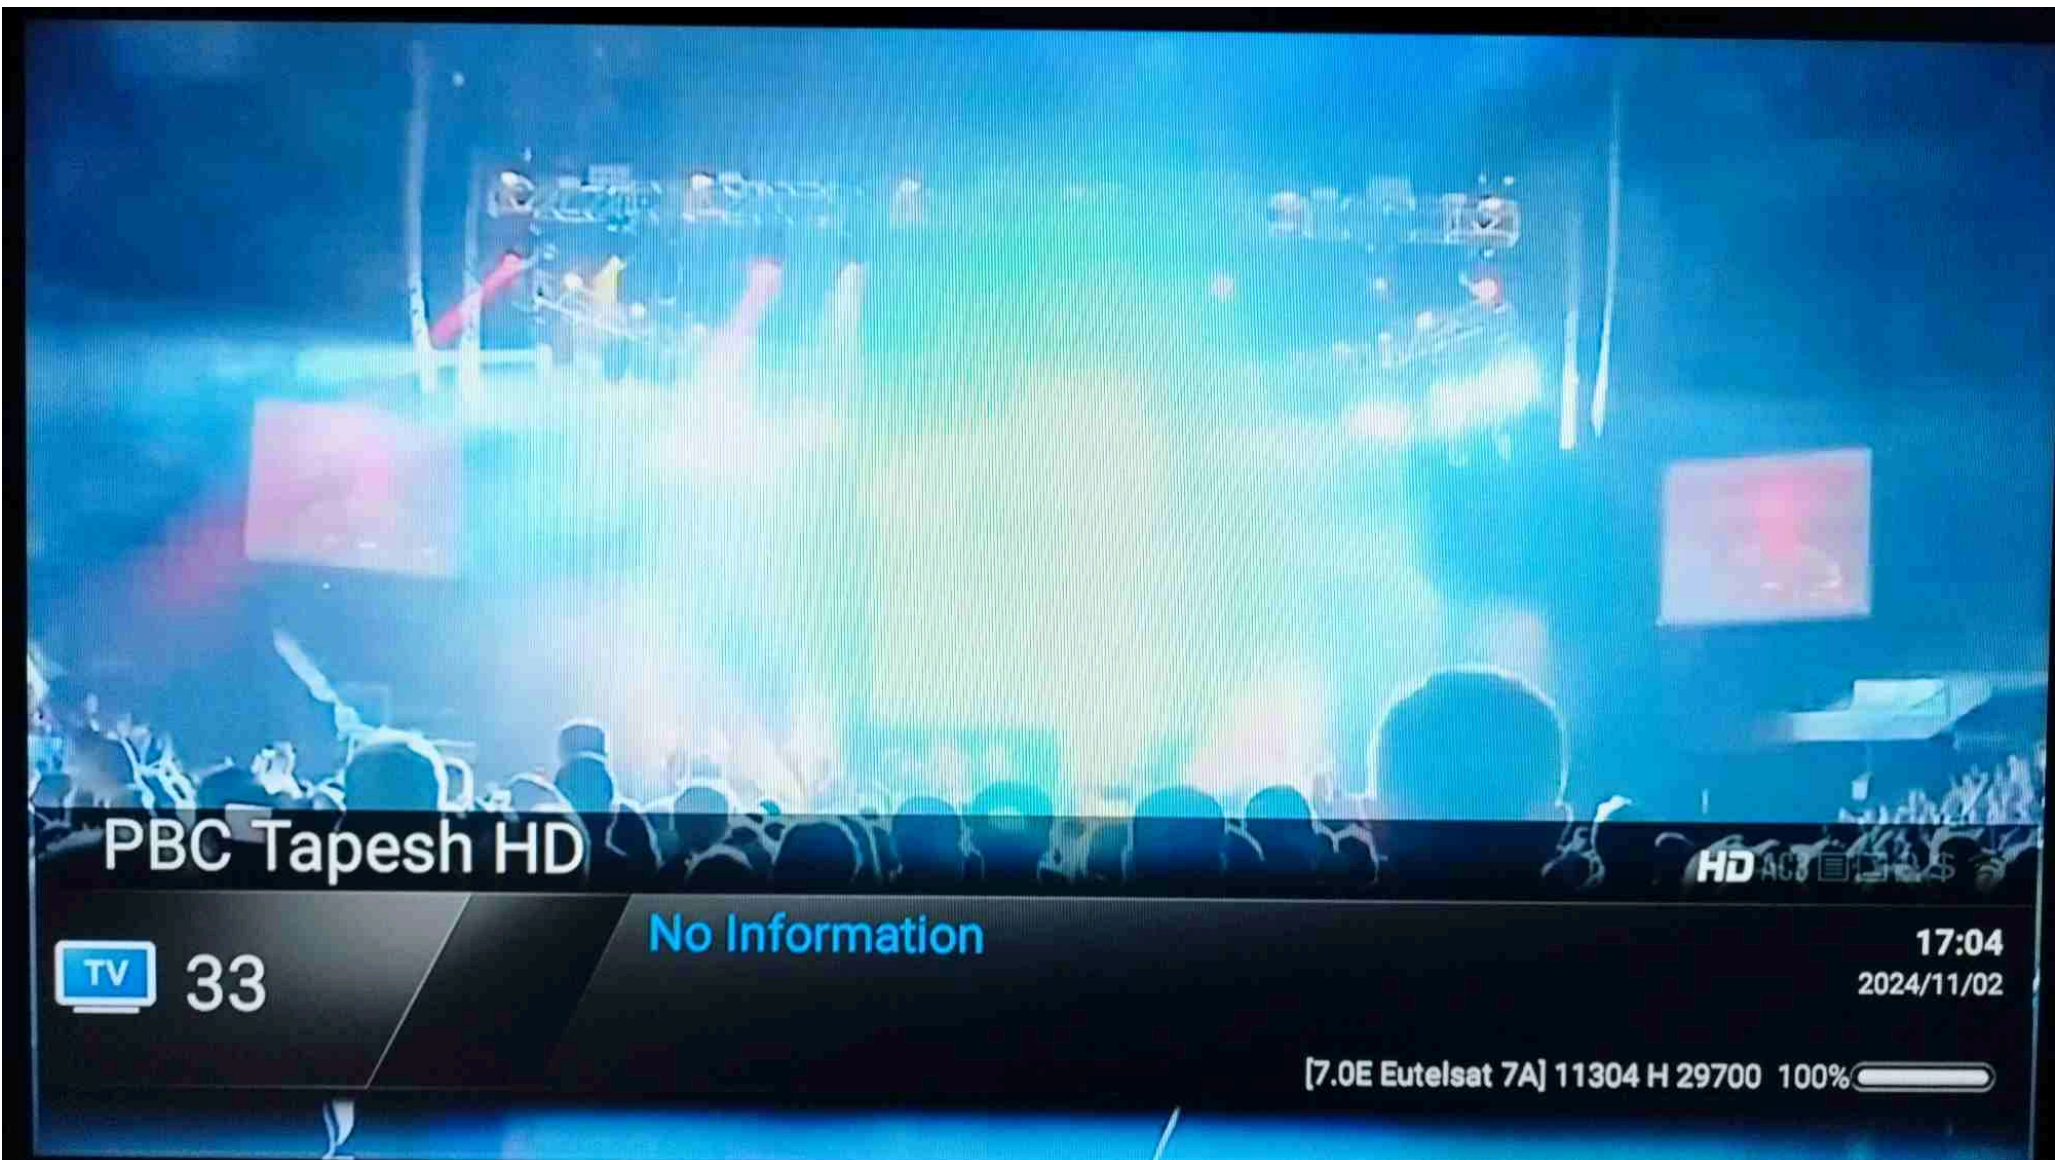 PBC Tapesh HD
HD AC3
TV 33
No Information
17:04
2024/11/02
[7.0E Eutelsat 7A] 11304 H 29700 100%